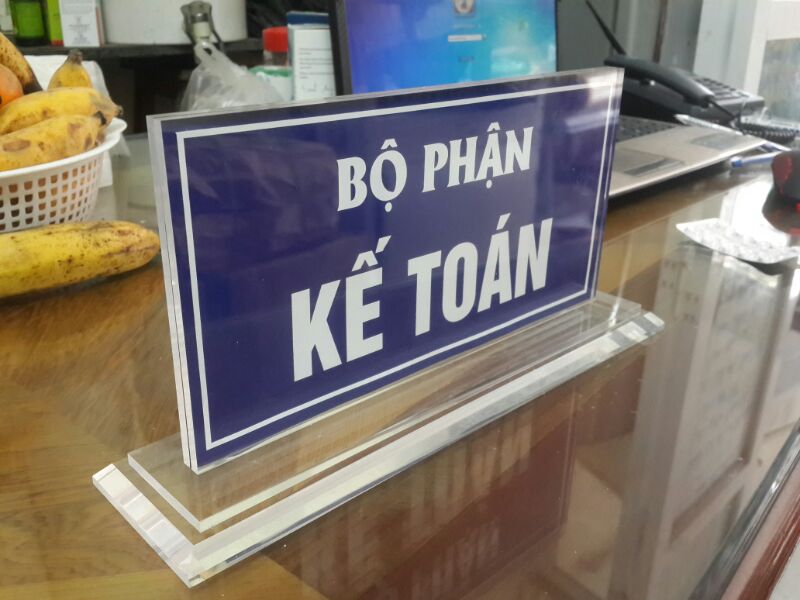 BỘ PHẬN
KẾ TOÁN